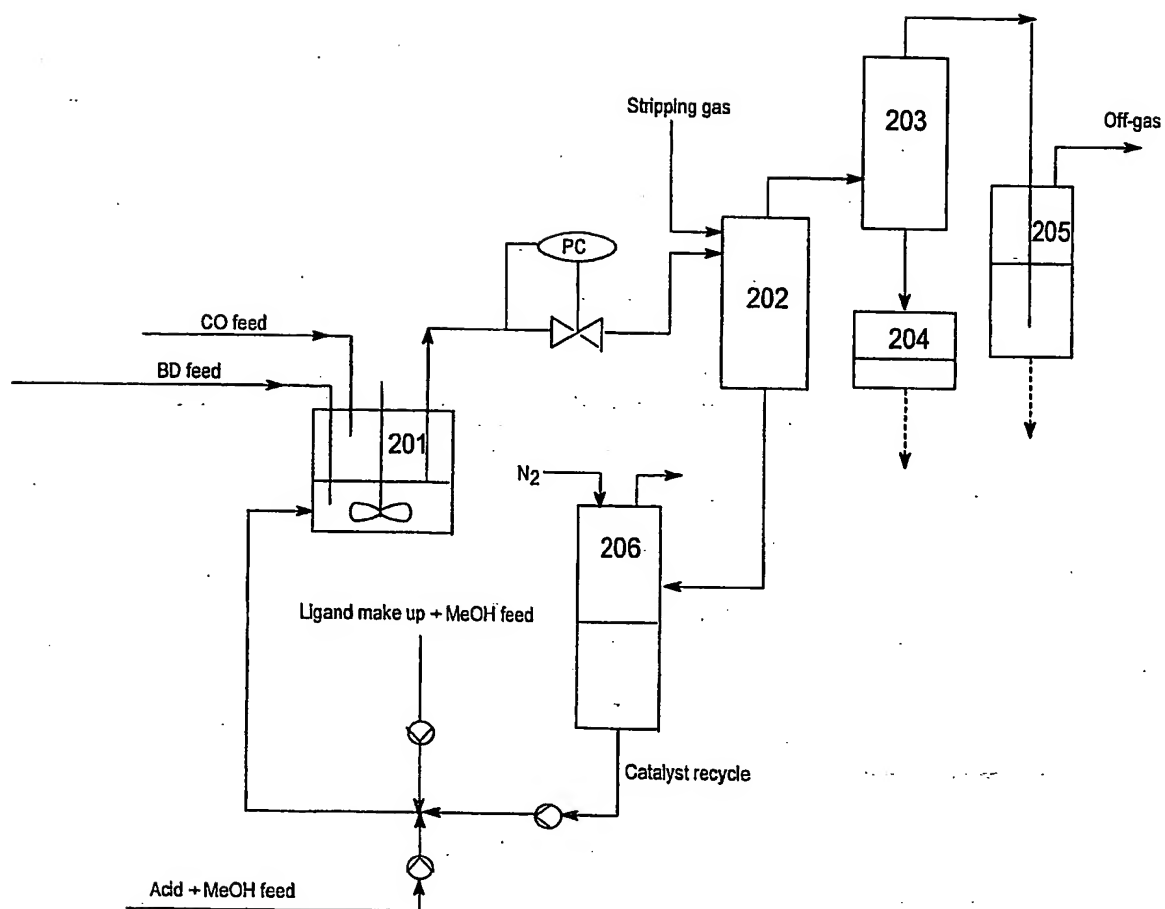 203
Stripping gas
Off-gas
205
PC
202
CO feed
204
BD feed
201
N2
206
Ligand make up + MeOH feed
Catalyst recycle
Acid + MeOH feed